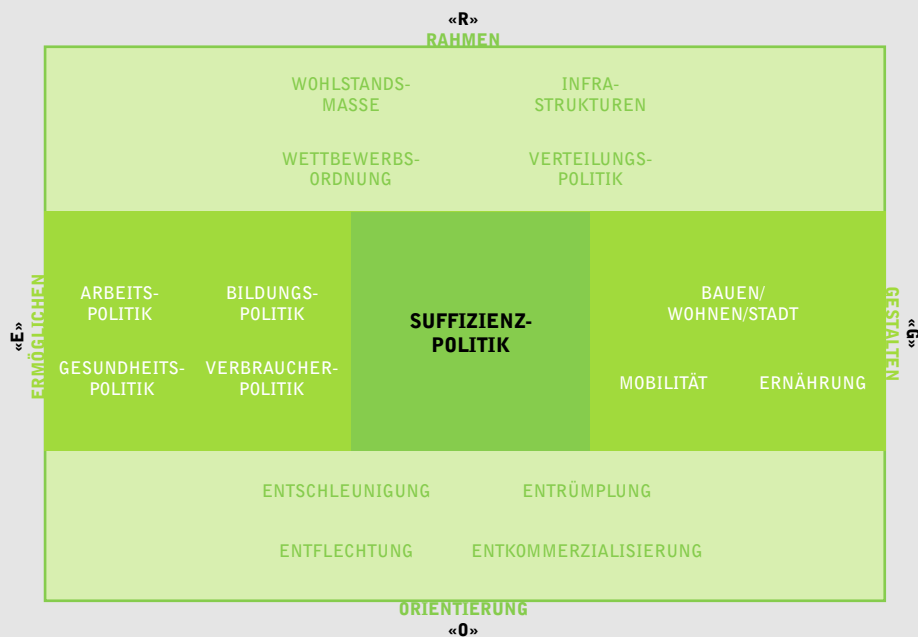 «R»
RAHMEN
WOHLSTANDS-
MASSE
INFRA-
STRUKTUREN
WETTBEWERBS-
ORDNUNG
VERTEILUNGS-
POLITIK
«E»
ERMÖGLICHEN
ARBEITS-
POLITIK
BILDUNGS-
POLITIK
GESUNDHEITS-
POLITIK
VERBRAUCHER-
POLITIK
SUFFIZIENZ-
POLITIK
BAUEN/
WOHNEN/STADT
MOBILITÄT
ERNÄHRUNG
GESTALTEN
«G»
ENTSCHLEUNIGUNG
ENTRÜMPLUNG
ENTFLECHTUNG
ENTKOMMERZIALISIERUNG
ORIENTIERUNG
«O»